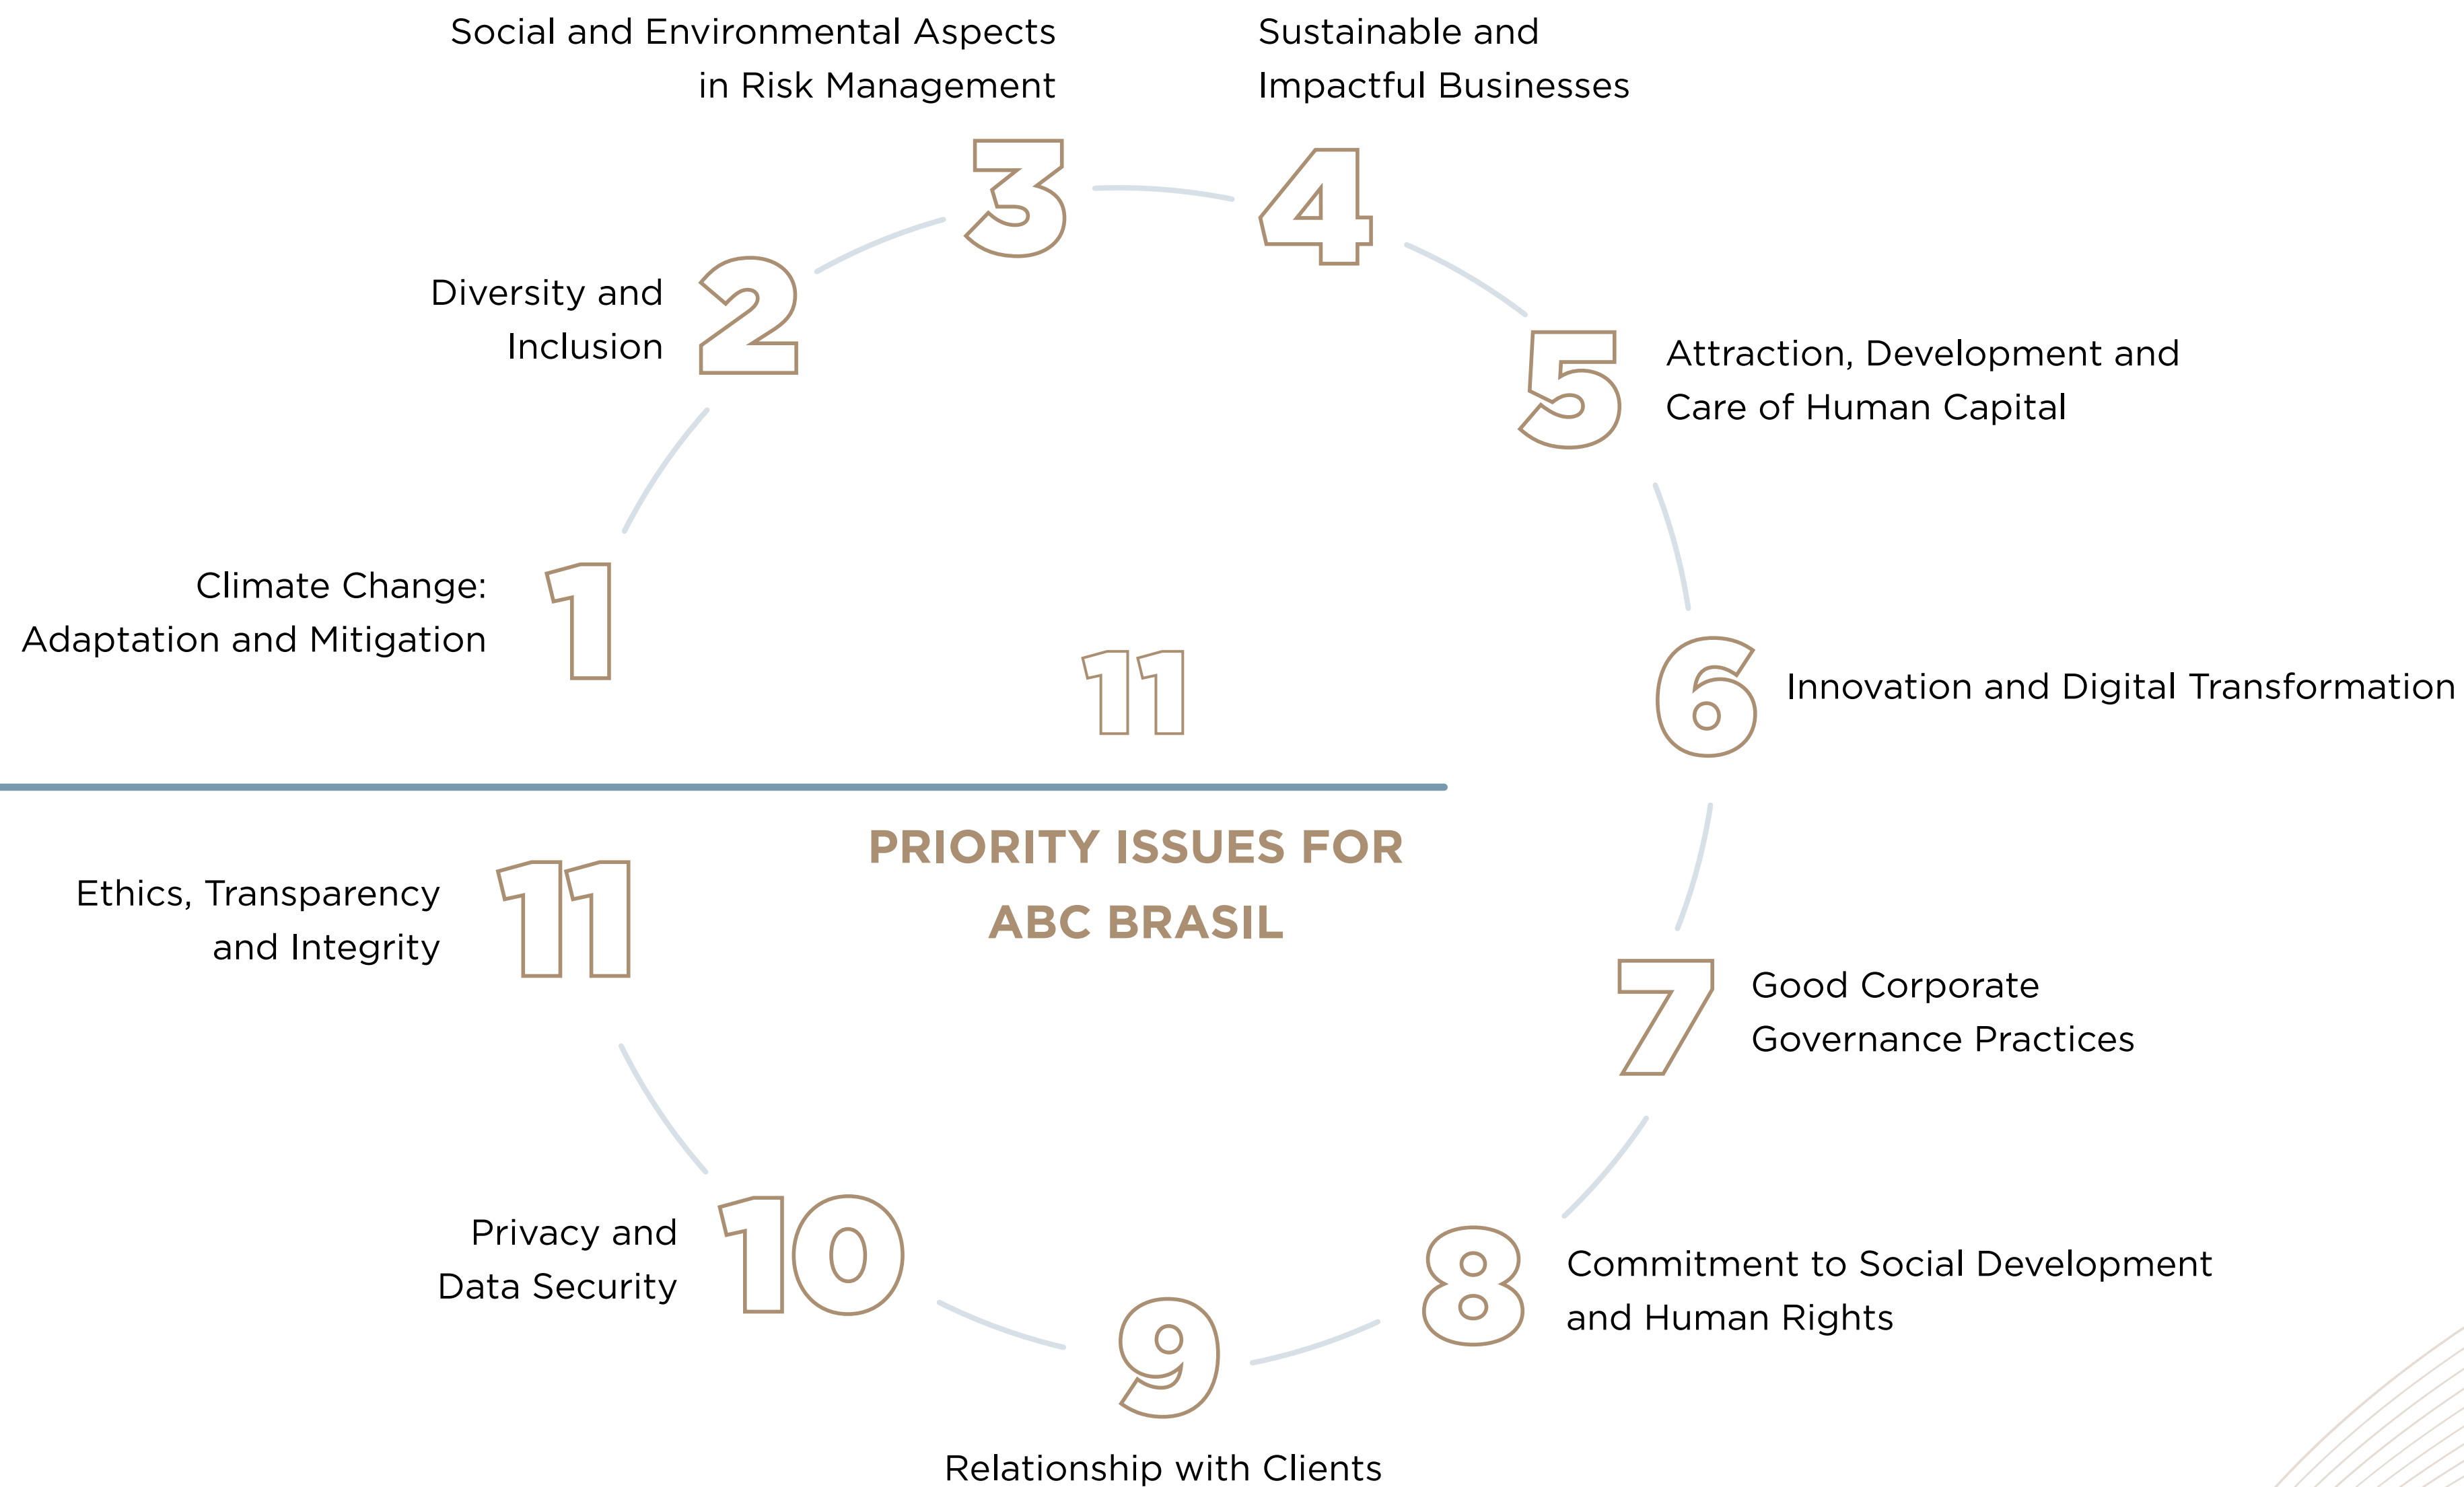 Social and Environmental Aspects
in Risk Management
3
Sustainable and
Impactful Businesses
4
Diversity and
Inclusion
2
Attraction, Development and
Care of Human Capital
5
Climate Change:
Adaptation and Mitigation
1
Innovation and Digital Transformation
6
11
PRIORITY ISSUES FOR
ABC BRASIL
Ethics, Transparency
and Integrity
11
Good Corporate
Governance Practices
7
Privacy and
Data Security
10
Commitment to Social Development
and Human Rights
8
9
Relationship with Clients